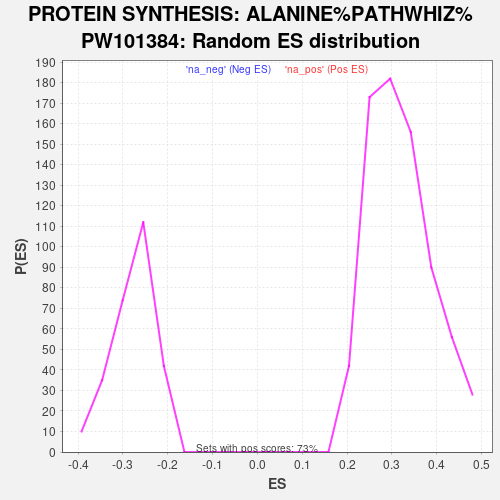 PROTEIN SYNTHESIS: ALANINE%PATHWHIZ%
PW101384: Random ES distribution
'na_neg' (Neg ES) 'na_pos' (Pos ES)
P(ES)
190
180
170
160
150
140
130
120
110
100
90
80
70
60
50
40
30
20
10
0
Sets with pos scores: 73%
-0.4 -0.3 -0.2 -0.1 0.0 0.1 0.2 0.3 0.4 0.5
ES